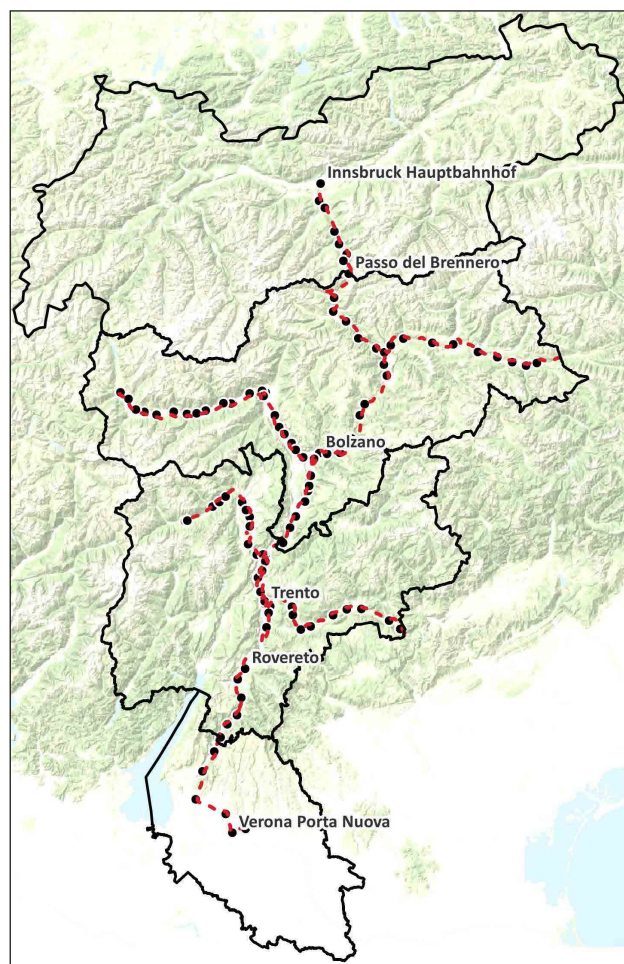 Innsbruck Hauptbahnhof
Passo del Brennero
Bolzano
Trento
Rovereto
Verona Porta Nuova